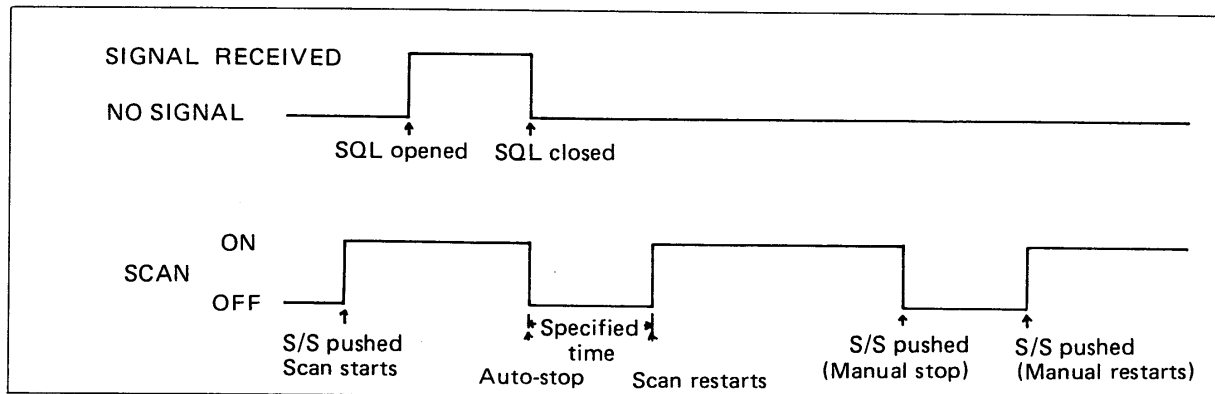 SIGNAL RECEIVED
NO SIGNAL
SQL opened
SQL closed
ON
SCAN
OFF
S/S pushed
Scan starts
Specified
time
Auto-stop
Scan restarts
S/S pushed
(Manual stop)
S/S pushed
(Manual restarts)